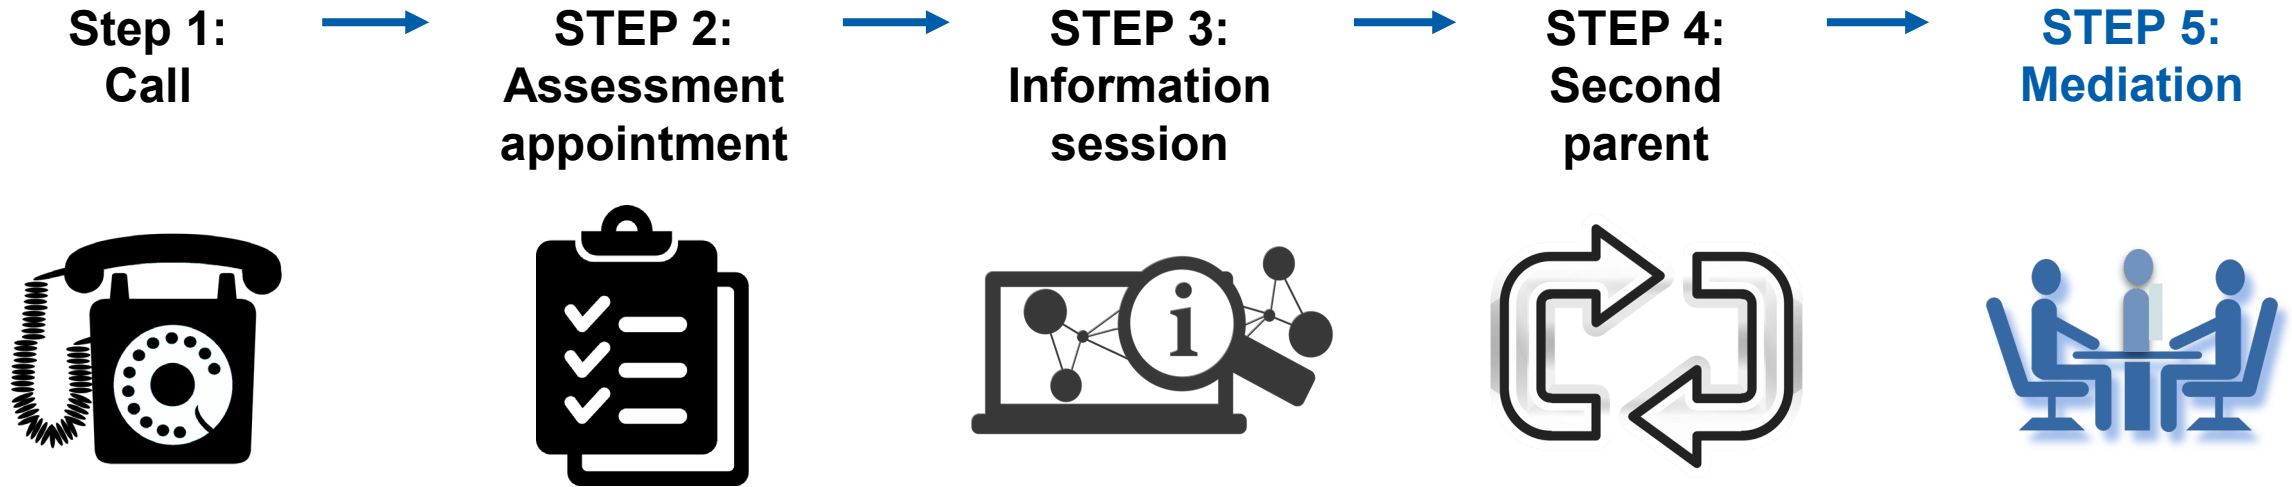 Step 1:
Call
STEP 2:
Assessment
appointment
STEP 3:
Information
session
STEP 4:
Second
parent
STEP 5:
Mediation
i